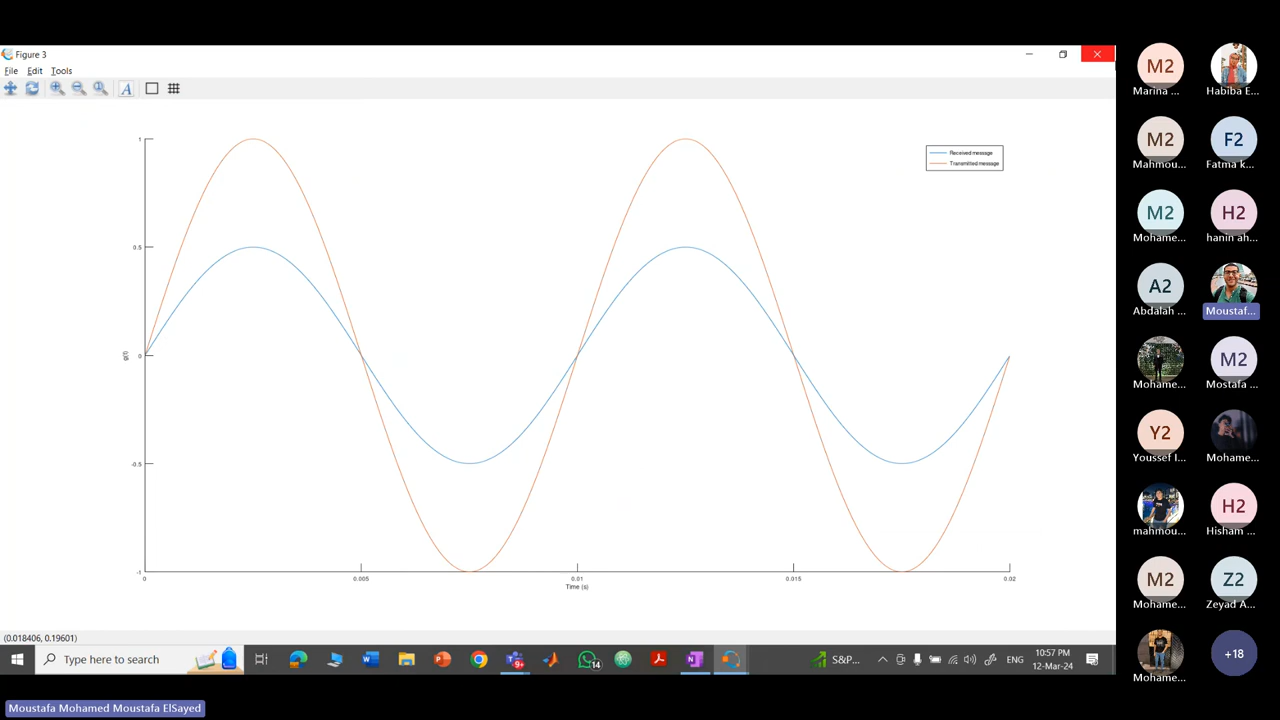 Figure 3
File Edit Tools
A
1
0.5
0
-0.5
-1
g(t)
Received message
Transmitted message
0 0.005 0.01 0.015 0.02
Time (s)
(0.018406, 0.19601)
Type here to search
9+
14
S&P...
ENG
10:57 PM
12-Mar-24
M2
Marina ...
Habiba E...
M2
Mahmou...
F2
Fatma k...
M2
Mohame...
H2
hanin ah...
A2
Abdalah ...
Moustaf...
Mohame...
M2
Mostafa ...
Y2
Youssef I...
Mohame...
mahmou...
H2
Hisham ...
M2
Mohame...
Z2
Zeyad A...
Mohame...
+18
Moustafa Mohamed Moustafa ElSayed